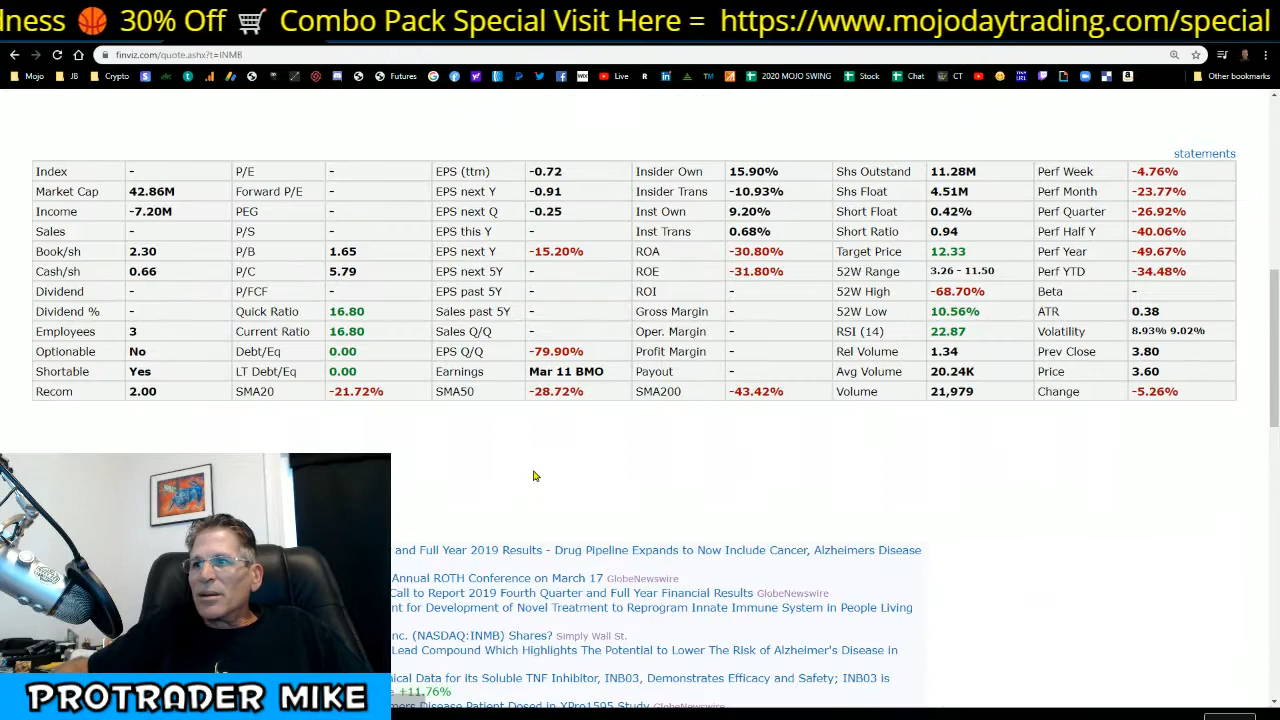 dness 🏀 30% Off 🛒 Combo Pack Special Visit Here = https://www.mojodaytrading.com/special
finviz.com/quote.ashx?t=INMB
Mojo JB Crypto Futures Live 2020 MOJO SWING Stock Chat CT Other bookmarks
statements
Index - P/E - EPS (ttm) -0.72 Insider Own 15.90% Shs Outstand 11.28M Perf Week -4.76%
Market Cap 42.86M Forward P/E - EPS next Y -0.91 Insider Trans -10.93% Shs Float 4.51M Perf Month -23.77%
Income -7.20M PEG - EPS next Q -0.25 Inst Own 9.20% Short Float 0.42% Perf Quarter -26.92%
Sales - P/S - EPS this Y - Inst Trans 0.68% Short Ratio 0.94 Perf Half Y -40.06%
Book/sh 2.30 P/B 1.65 EPS next Y -15.20% ROA -30.80% Target Price 12.33 Perf Year -49.67%
Cash/sh 0.66 P/C 5.79 EPS next 5Y - ROE -31.80% 52W Range 3.26 - 11.50 Perf YTD -34.48%
Dividend - P/FCF - EPS past 5Y - ROI - 52W High -68.70% Beta -
Dividend % - Quick Ratio 16.80 Sales past 5Y - Gross Margin - 52W Low 10.56% ATR 0.38
Employees 3 Current Ratio 16.80 Sales Q/Q - Oper. Margin - RSI (14) 22.87 Volatility 8.93% 9.02%
Optionable No Debt/Eq 0.00 EPS Q/Q -79.90% Profit Margin - Rel Volume 1.34 Prev Close 3.80
Shortable Yes LT Debt/Eq 0.00 Earnings Mar 11 BMO Payout - Avg Volume 20.24K Price 3.60
Recom 2.00 SMA20 -21.72% SMA50 -28.72% SMA200 -43.42% Volume 21,979 Change -5.26%
and Full Year 2019 Results - Drug Pipeline Expands to Now Include Cancer, Alzheimers Disease
Annual ROTH Conference on March 17 GlobeNewswire
Call to Report 2019 Fourth Quarter and Full Year Financial Results GlobeNewswire
nt for Development of Novel Treatment to Reprogram Innate Immune System in People Living
nc. (NASDAQ:INMB) Shares? Simply Wall St.
Lead Compound Which Highlights The Potential to Lower The Risk of Alzheimer's Disease in
ical Data for its Soluble TNF Inhibitor, INB03, Demonstrates Efficacy and Safety; INB03 is
+11.76%
mers Disease Patient Dosed in XPro1595 Study GlobeNewswire
PROTRADER MIKE